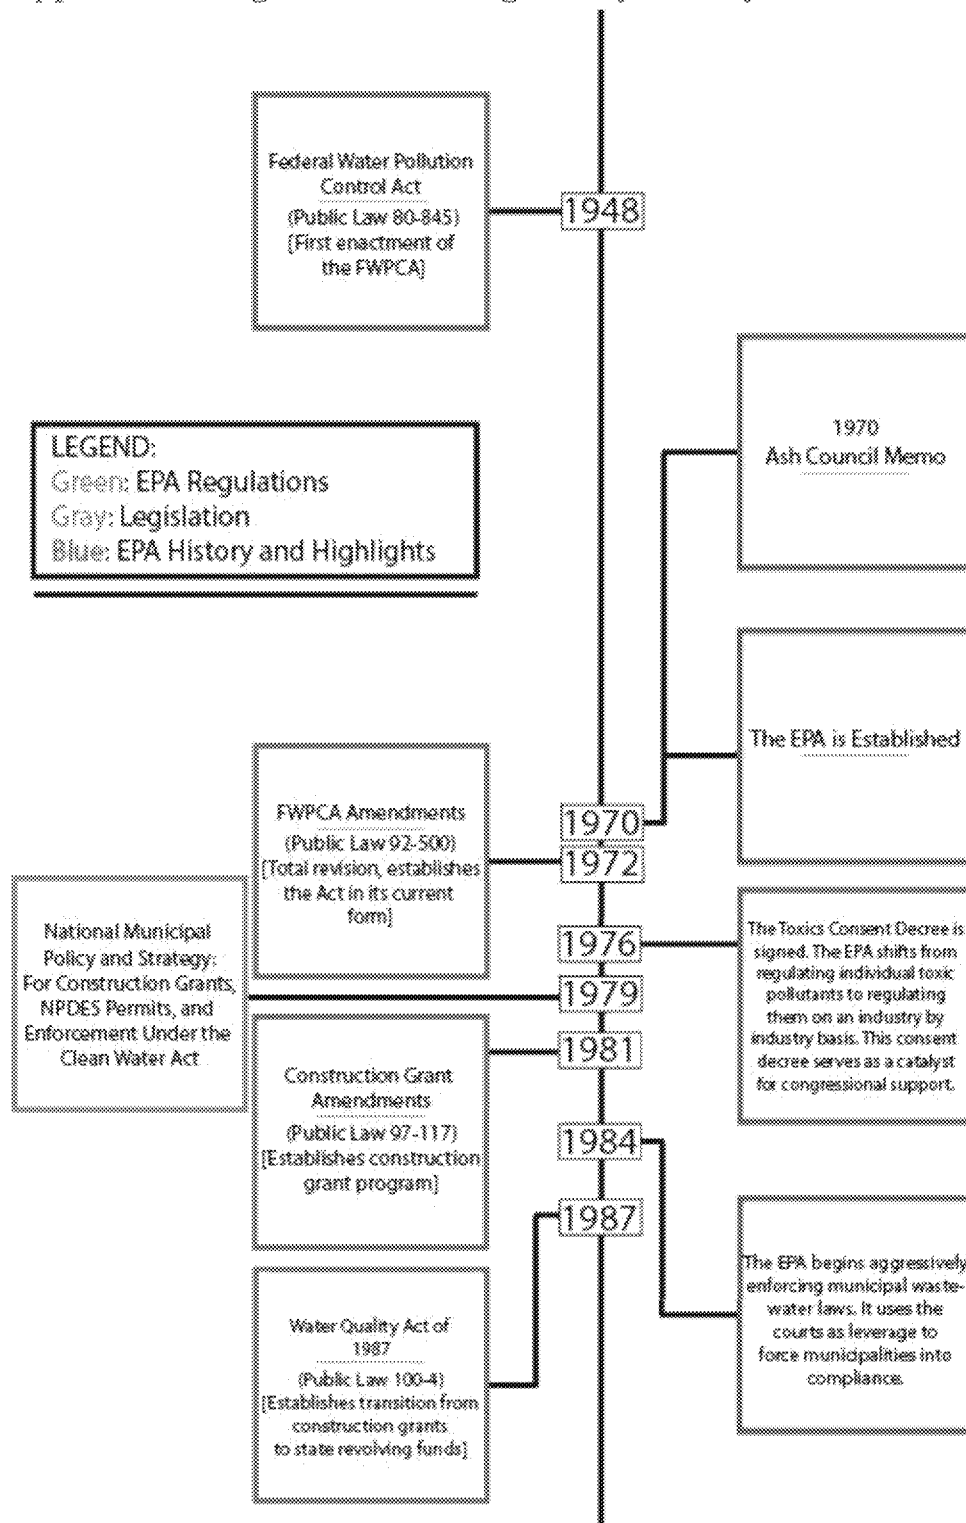 Federal Water Pollution
Control Act
(Public Law 80-845)
[First enactment of
the FWPCA]
1948
LEGEND:
Green: EPA Regulations
Gray: Legislation
Blue: EPA History and Highlights
1970
Ash Council Memo
The EPA is Established
1970
FWPCA Amendments
(Public Law 92-500)
[Total revision, establishes
the Act in its current
form]
1972
The Toxics Consent Decree is
signed. The EPA shifts from
regulating individual toxic
pollutants to regulating
them on an industry by
industry basis. This consent
decree serves as a catalyst
for congressional support.
1976
National Municipal
Policy and Strategy:
For Construction Grants,
NPDES Permits, and
Enforcement Under the
Clean Water Act
1979
Construction Grant
Amendments
(Public Law 97-117)
[Establishes construction
grant program]
1981
1984
The EPA begins aggressively
enforcing municipal waste-
water laws. It uses the
courts as leverage to
force municipalities into
compliance.
1987
Water Quality Act of
1987
(Public Law 100-4)
[Establishes transition from
construction grants
to state revolving funds]